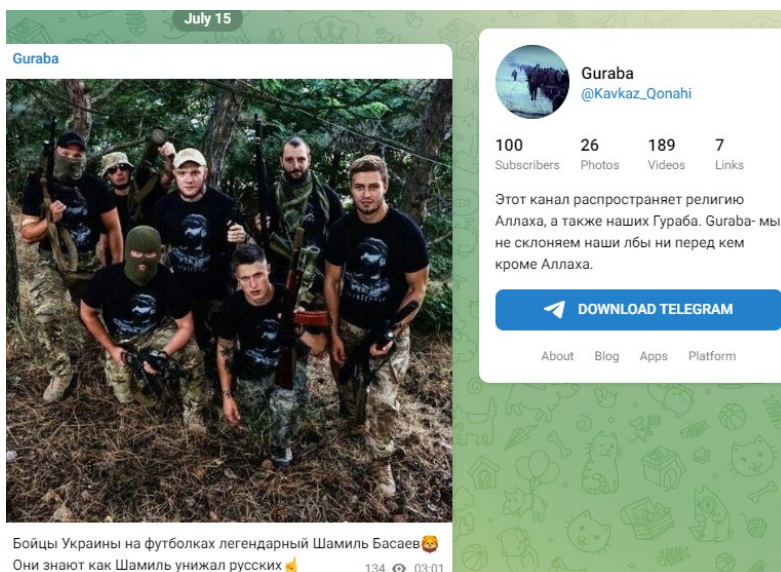 July 15
Guraba
Бойцы Украины на футболках легендарный Шамиль Басаев🦁
Они знают как Шамиль унижал русских☝
134 03:01
Guraba
@Kavkaz_Qonahi
100 26 189 7
Subscribers Photos Videos Links
Этот канал распространяет религию
Аллаха, а также наших Гураба. Guraba- мы
не склоняем наши лбы ни перед кем
кроме Аллаха.
DOWNLOAD TELEGRAM
About Blog Apps Platform